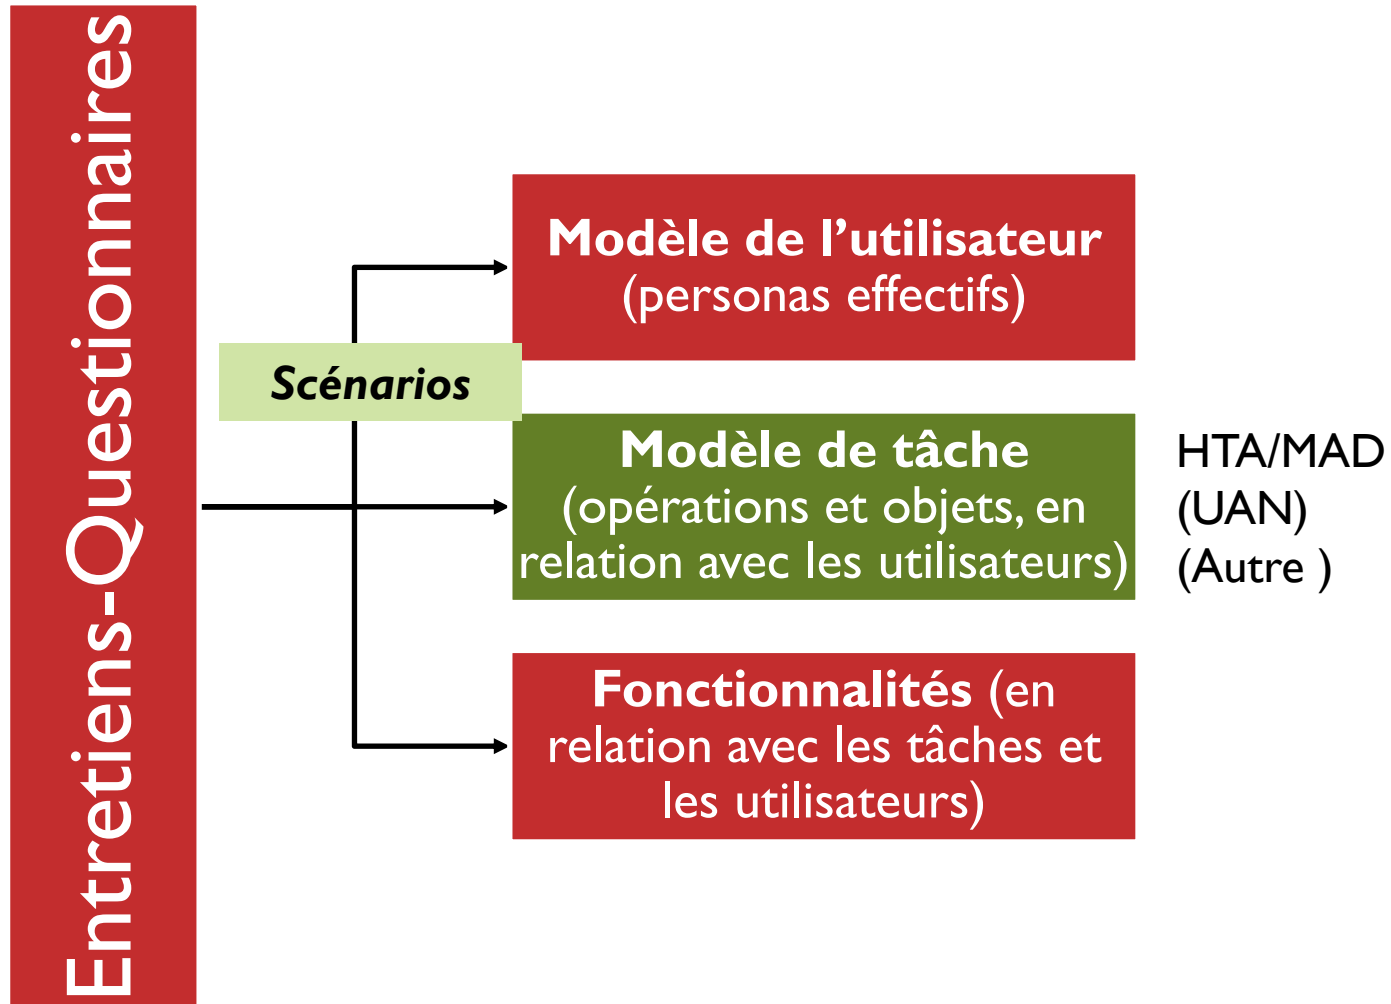 Entretiens-Questionnaires
Modèle de l’utilisateur
(personas effectifs)
Scénarios
Modèle de tâche
(opérations et objets, en
relation avec les utilisateurs)
HTA/MAD
(UAN)
(Autre )
Fonctionnalités (en
relation avec les tâches et
les utilisateurs)